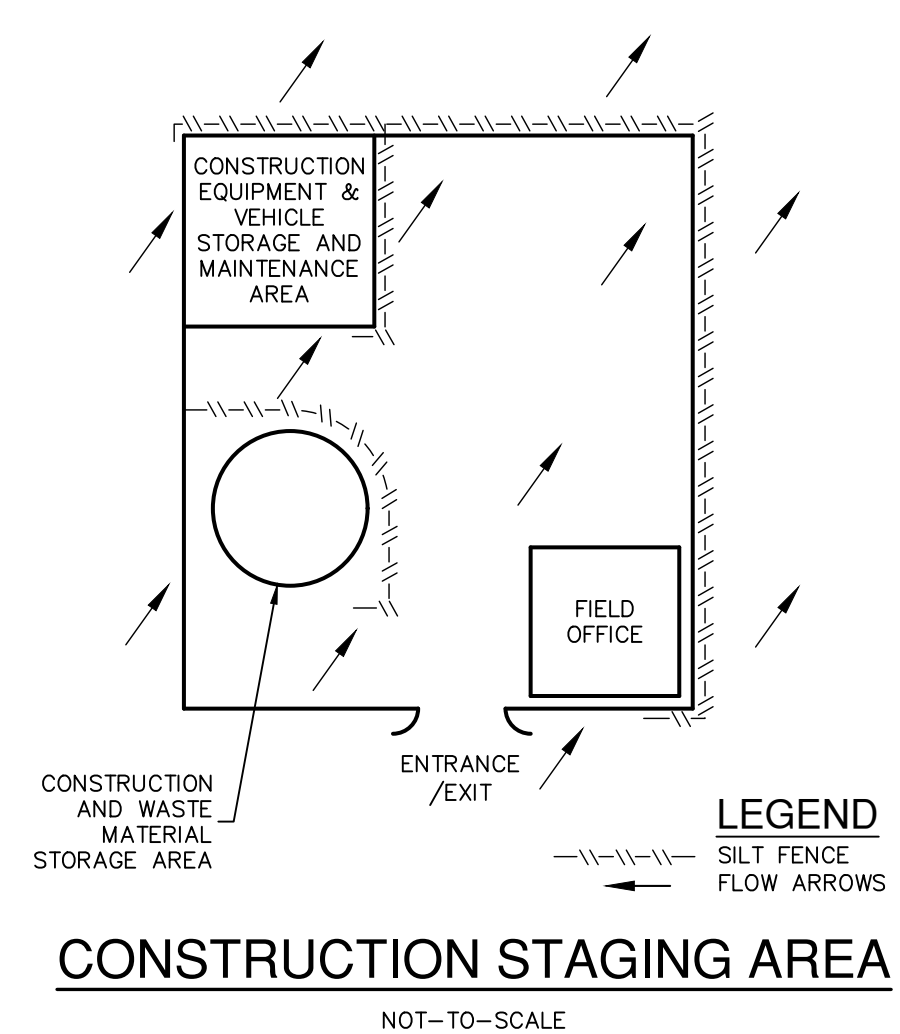 CONSTRUCTION
EQUIPMENT &
VEHICLE
STORAGE AND
MAINTENANCE
AREA
FIELD
OFFICE
ENTRANCE
/EXIT
CONSTRUCTION
AND WASTE
MATERIAL
STORAGE AREA
LEGEND
SILT FENCE
FLOW ARROWS
CONSTRUCTION STAGING AREA
NOT-TO-SCALE